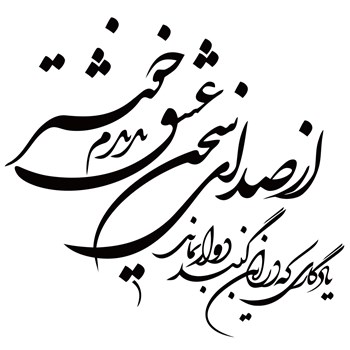 از صدای سخن عشق ندیدم خوشتر
یادگاری که در این گنبد دوار بماند